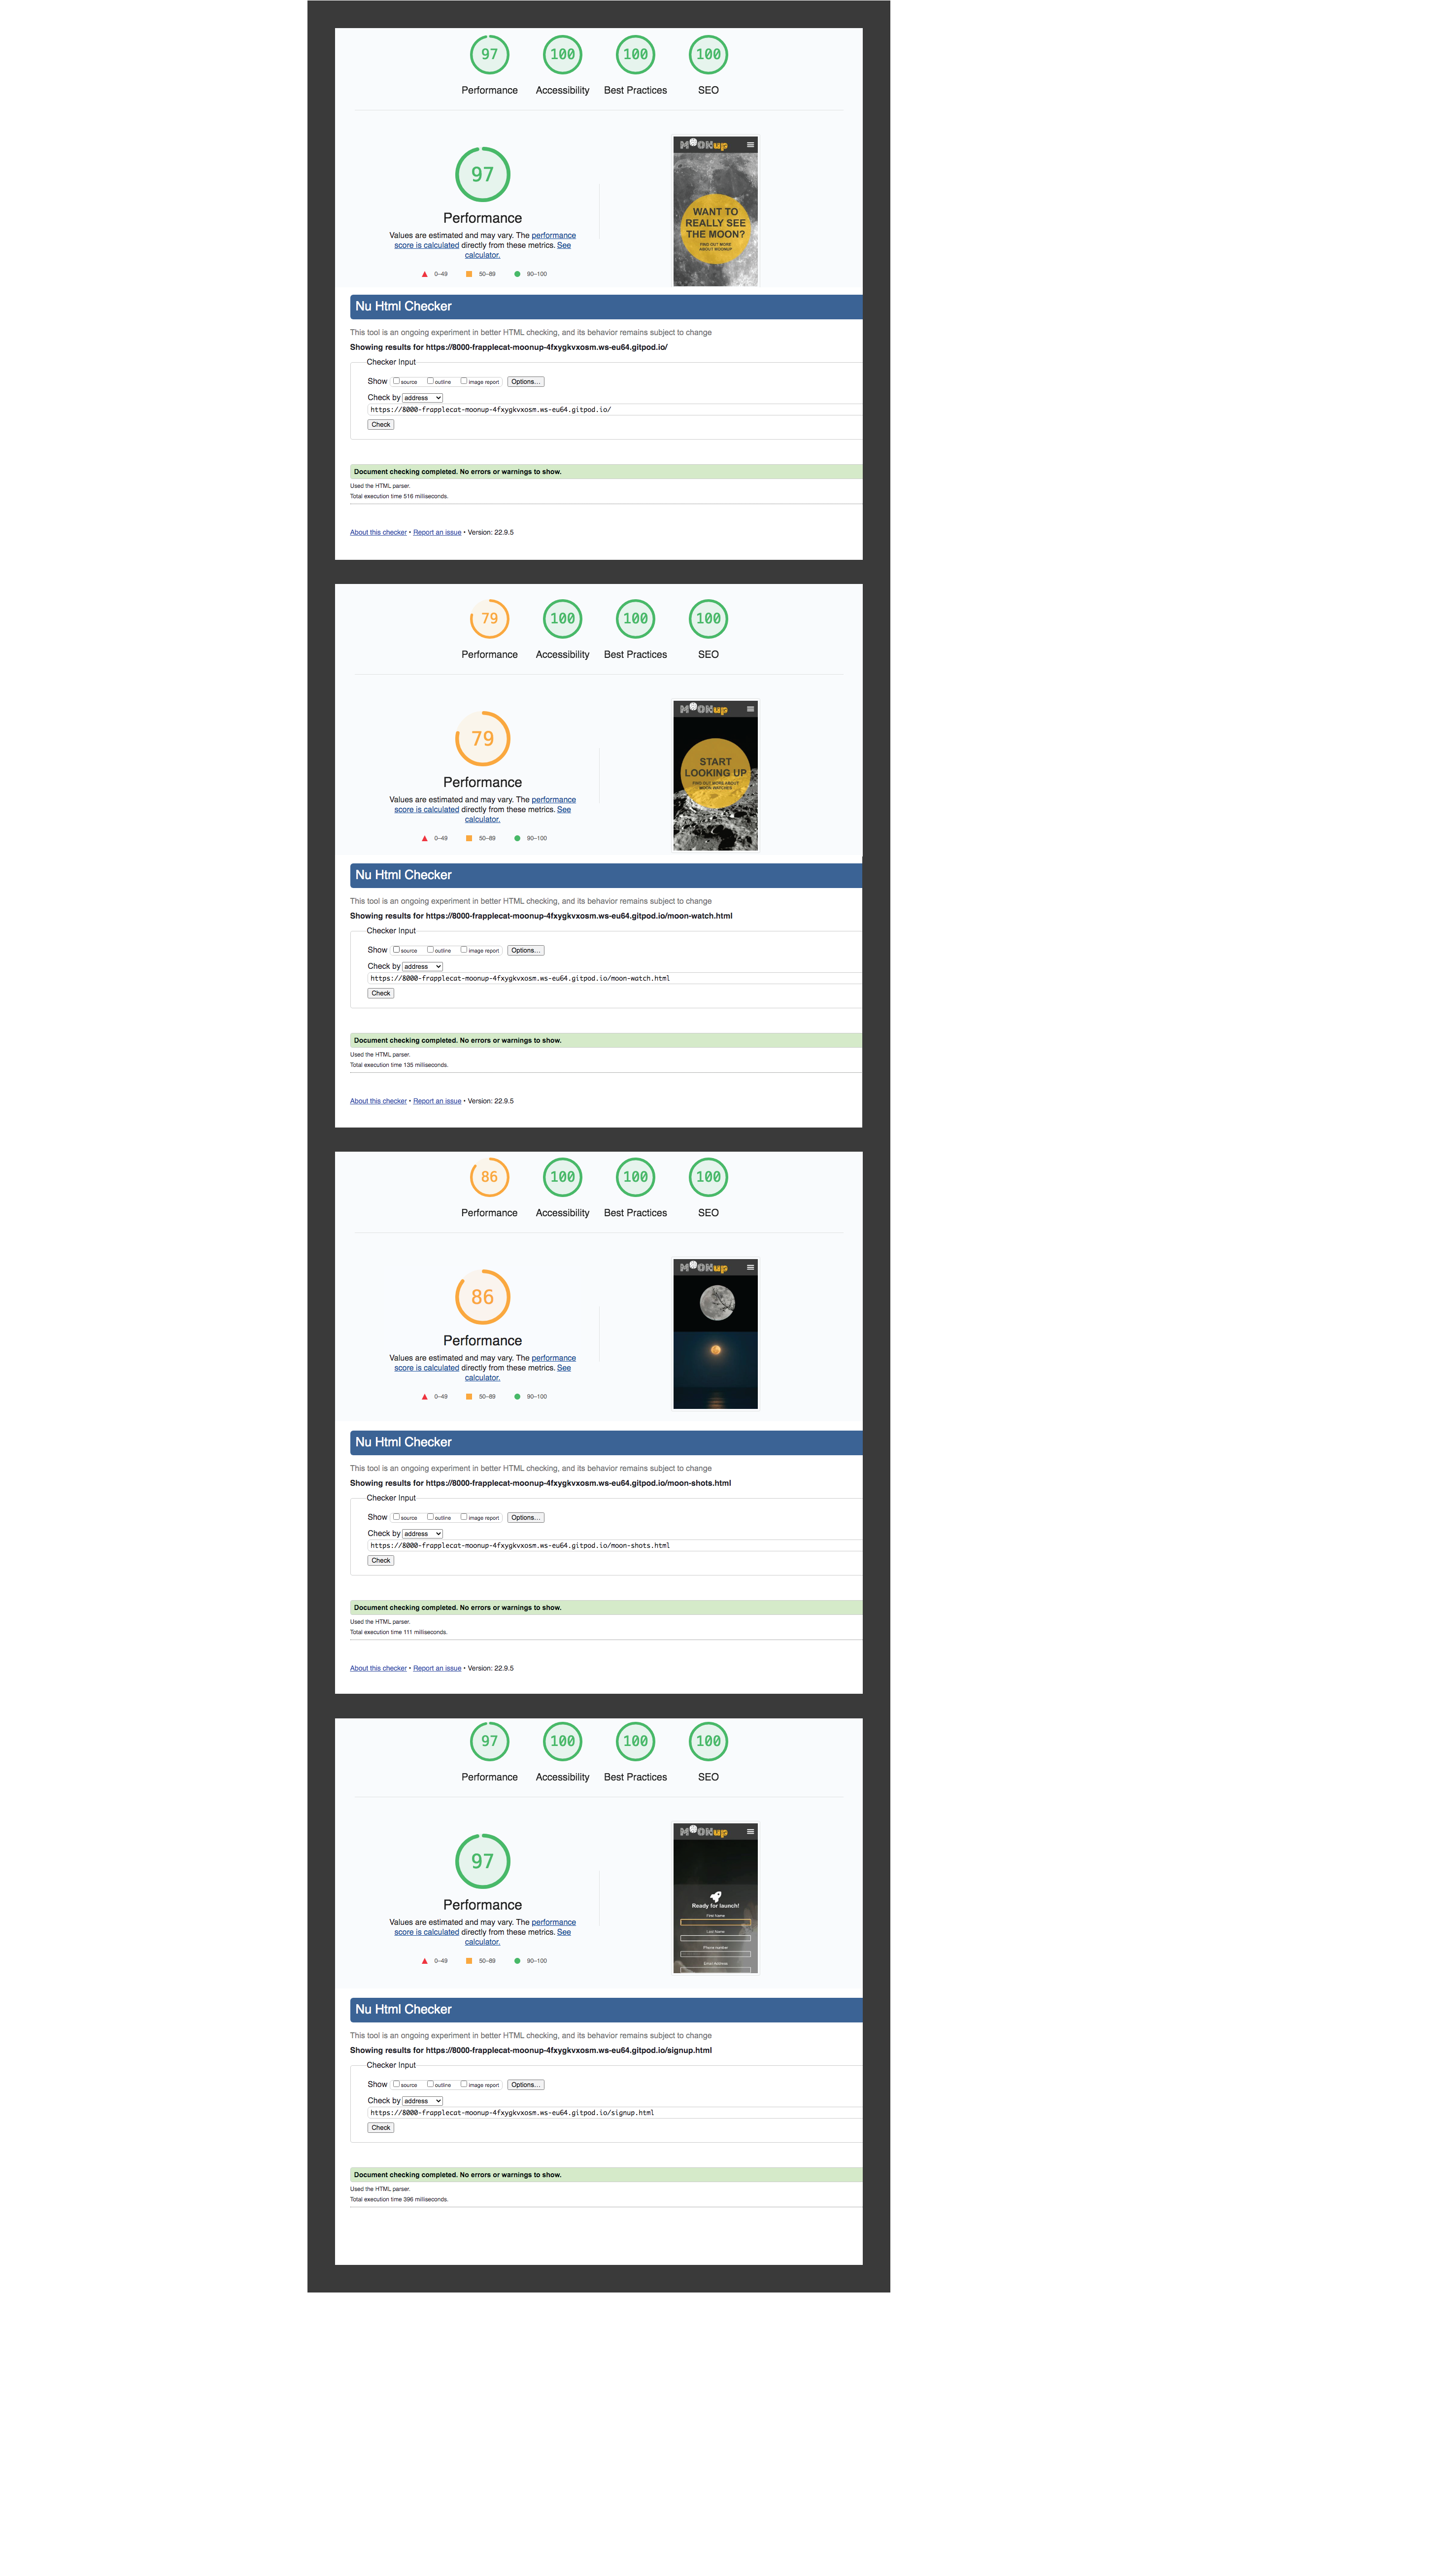 97 100 100 100
Performance Accessibility Best Practices SEO
97
Performance
Values are estimated and may vary. The performance
score is calculated directly from these metrics. See
calculator.
0–49 50–89 90–100
MOONup
WANT TO
REALLY SEE
THE MOON?
FIND OUT MORE
ABOUT MOONUP
Nu Html Checker
This tool is an ongoing experiment in better HTML checking, and its behavior remains subject to change
Showing results for https://8000-frapplecat-moonup-4fxygkvxosm.ws-eu64.gitpod.io/
Checker Input
Show source outline image report Options...
Check by address
https://8000-frapplecat-moonup-4fxygkvxosm.ws-eu64.gitpod.io/
Check
Document checking completed. No errors or warnings to show.
Used the HTML parser.
Total execution time 516 milliseconds.
About this checker • Report an issue • Version: 22.9.5
79 100 100 100
Performance Accessibility Best Practices SEO
79
Performance
Values are estimated and may vary. The performance
score is calculated directly from these metrics. See
calculator.
0–49 50–89 90–100
MOONup
START
LOOKING UP
FIND OUT MORE ABOUT
MOON WATCHES
Nu Html Checker
This tool is an ongoing experiment in better HTML checking, and its behavior remains subject to change
Showing results for https://8000-frapplecat-moonup-4fxygkvxosm.ws-eu64.gitpod.io/moon-watch.html
Checker Input
Show source outline image report Options...
Check by address
https://8000-frapplecat-moonup-4fxygkvxosm.ws-eu64.gitpod.io/moon-watch.html
Check
Document checking completed. No errors or warnings to show.
Used the HTML parser.
Total execution time 135 milliseconds.
About this checker • Report an issue • Version: 22.9.5
86 100 100 100
Performance Accessibility Best Practices SEO
86
Performance
Values are estimated and may vary. The performance
score is calculated directly from these metrics. See
calculator.
0–49 50–89 90–100
MOONup
Nu Html Checker
This tool is an ongoing experiment in better HTML checking, and its behavior remains subject to change
Showing results for https://8000-frapplecat-moonup-4fxygkvxosm.ws-eu64.gitpod.io/moon-shots.html
Checker Input
Show source outline image report Options...
Check by address
https://8000-frapplecat-moonup-4fxygkvxosm.ws-eu64.gitpod.io/moon-shots.html
Check
Document checking completed. No errors or warnings to show.
Used the HTML parser.
Total execution time 111 milliseconds.
About this checker • Report an issue • Version: 22.9.5
97 100 100 100
Performance Accessibility Best Practices SEO
97
Performance
Values are estimated and may vary. The performance
score is calculated directly from these metrics. See
calculator.
0–49 50–89 90–100
MOONup
Ready for launch!
First Name
Last Name
Phone number
Email Address
Nu Html Checker
This tool is an ongoing experiment in better HTML checking, and its behavior remains subject to change
Showing results for https://8000-frapplecat-moonup-4fxygkvxosm.ws-eu64.gitpod.io/signup.html
Checker Input
Show source outline image report Options...
Check by address
https://8000-frapplecat-moonup-4fxygkvxosm.ws-eu64.gitpod.io/signup.html
Check
Document checking completed. No errors or warnings to show.
Used the HTML parser.
Total execution time 396 milliseconds.